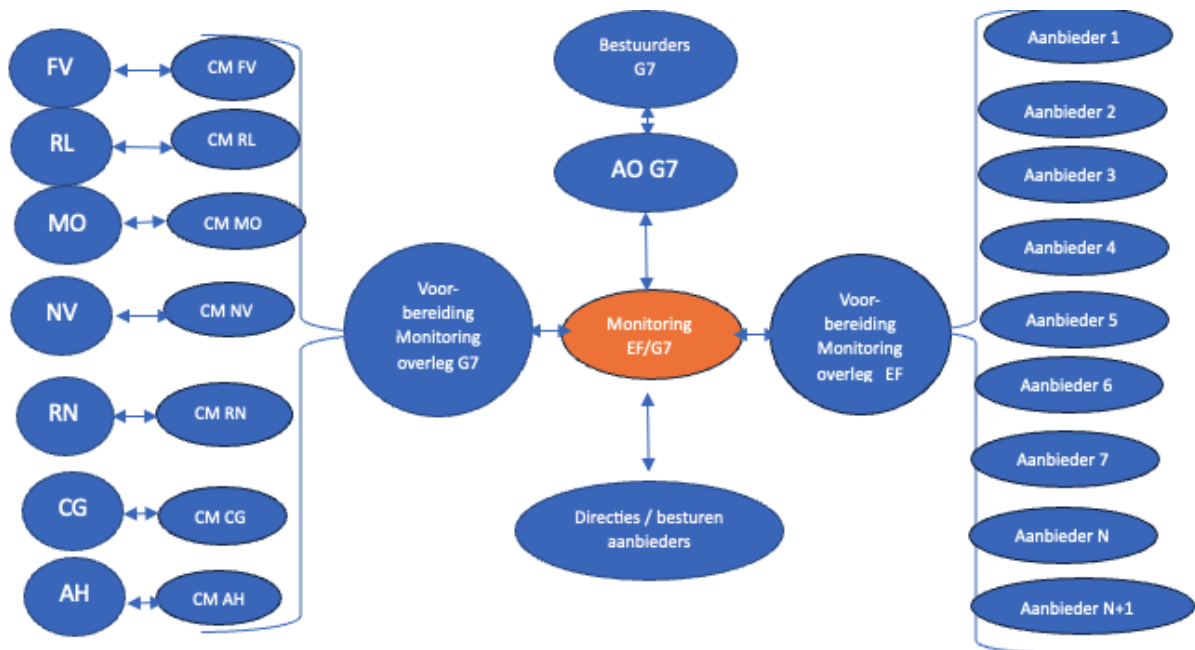 FV
CM FV
RL
CM RL
MO
CM MO
NV
CM NV
RN
CM RN
CG
CM CG
AH
CM AH
Voor-
bereiding
Monitoring
overleg G7
Bestuurders
G7
AO G7
Monitoring
EF/G7
Directies / besturen
aanbieders
Voor-
bereiding
Monitoring
overleg EF
Aanbieder 1
Aanbieder 2
Aanbieder 3
Aanbieder 4
Aanbieder 5
Aanbieder 6
Aanbieder 7
Aanbieder N
Aanbieder N+1